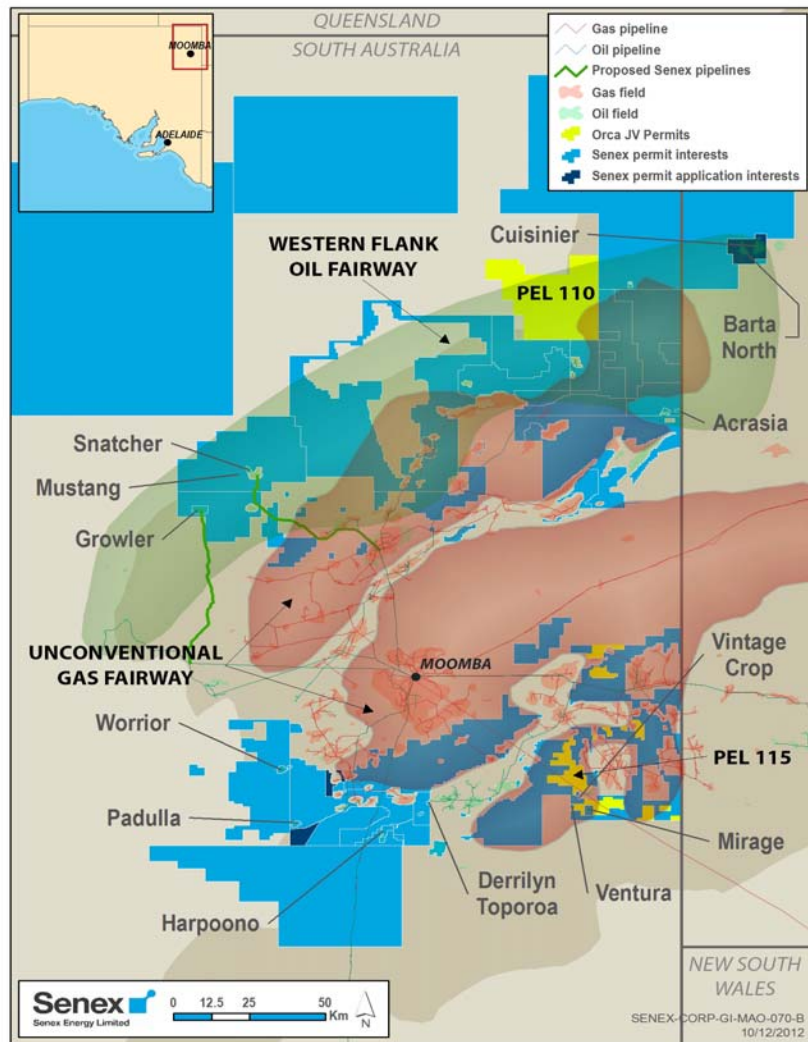 QUEENSLAND
SOUTH AUSTRALIA
MOOMBA
ADELAIDE
Gas pipeline
Oil pipeline
Proposed Senex pipelines
Gas field
Oil field
Orca JV Permits
Senex permit interests
Senex permit application interests
WESTERN FLANK
OIL FAIRWAY
Cuisinier
PEL 110
Barta
North
Acrasia
Snatcher
Mustang
Growler
UNCONVENTIONAL
GAS FAIRWAY
MOOMBA
Vintage
Crop
Worrior
PEL 115
Padulla
Mirage
Derrilyn
Toporoa
Ventura
Harpoono
NEW SOUTH
WALES
Senex
Senex Energy Limited
0 12.5 25 50
Km
N
SENEX-CORP-GI-MAO-070-B
10/12/2012